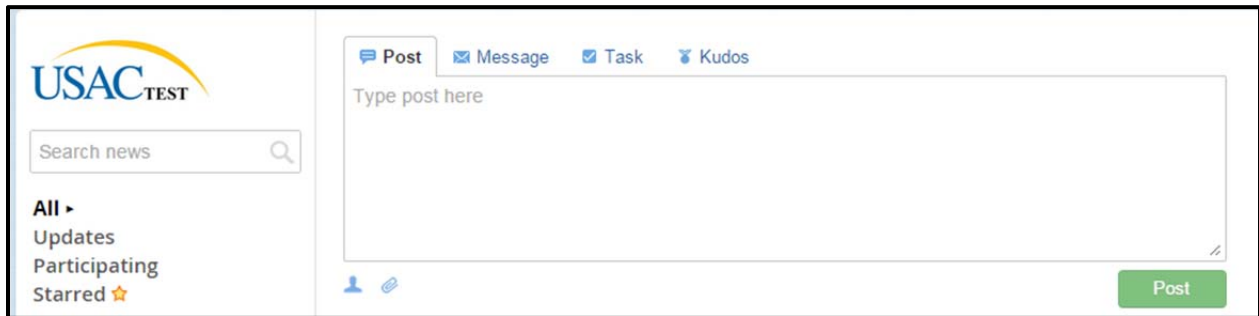 USAC TEST
Search news
All
Updates
Participating
Starred
Post Message Task Kudos
Type post here
Post